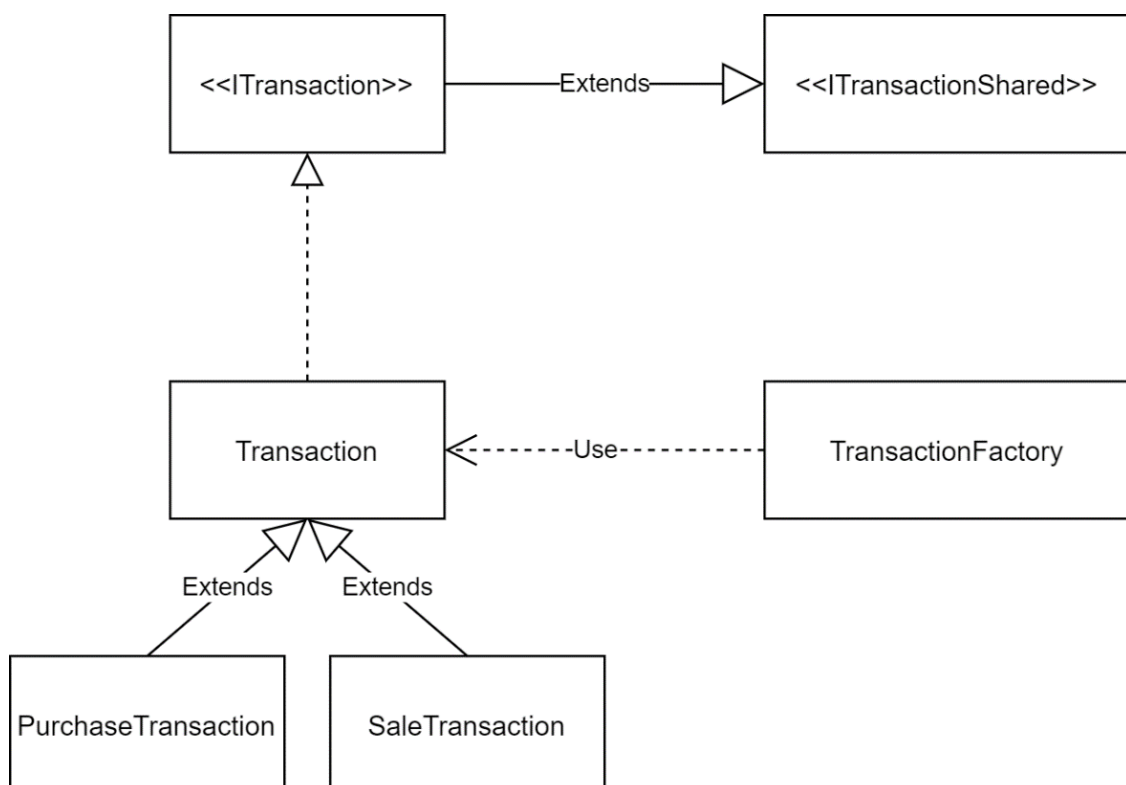 <<ITransaction>>
Extends
<<ITransactionShared>>
Transaction
Use
TransactionFactory
Extends
Extends
PurchaseTransaction
SaleTransaction